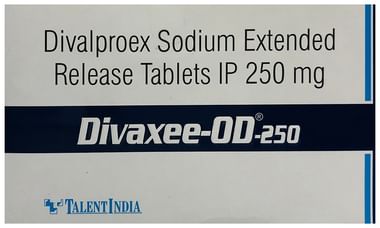 Divalproex Sodium Extended
Release Tablets IP 250 mg
Divaxee-OD®-250
TALENTINDIA